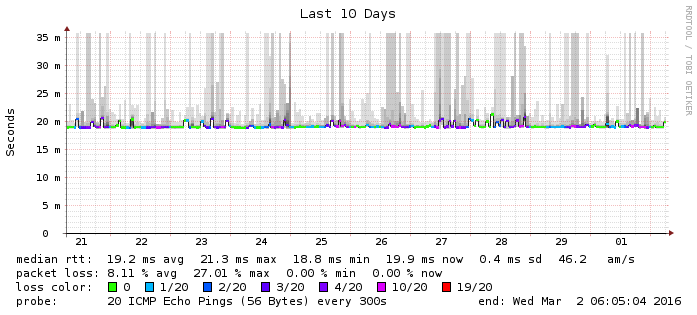 Last 10 Days
RRDTOOL / TOBI OETIKER
Seconds
35 m
30 m
25 m
20 m
15 m
10 m
5 m
0
21 22 23 24 25 26 27 28 29 01
median rtt: 19.2 ms avg 21.3 ms max 18.8 ms min 19.9 ms now 0.4 ms sd 46.2 am/s
packet loss: 8.11 % avg 27.01 % max 0.00 % min 0.00 % now
loss color: 0 1/20 2/20 3/20 4/20 10/20 19/20
probe: 20 ICMP Echo Pings (56 Bytes) every 300s end: Wed Mar 2 06:05:04 2016